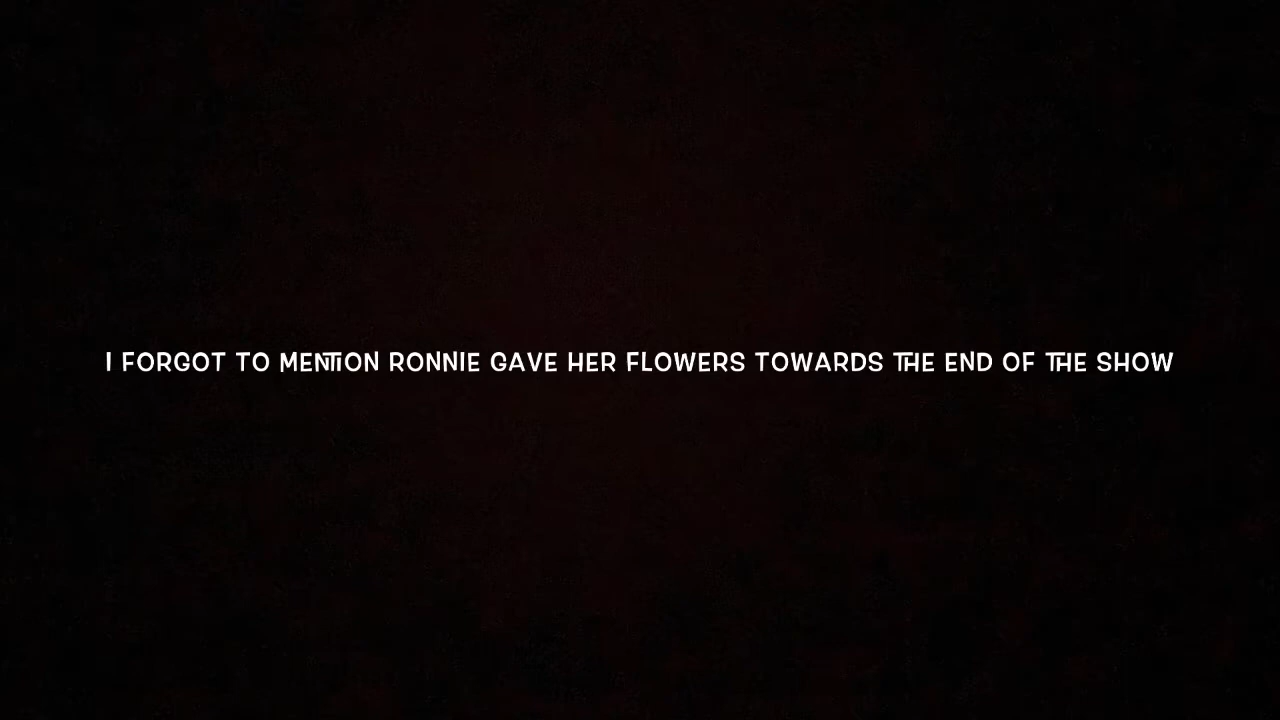 I FORGOT TO MENTION RONNIE GAVE HER FLOWERS TOWARDS THE END OF THE SHOW